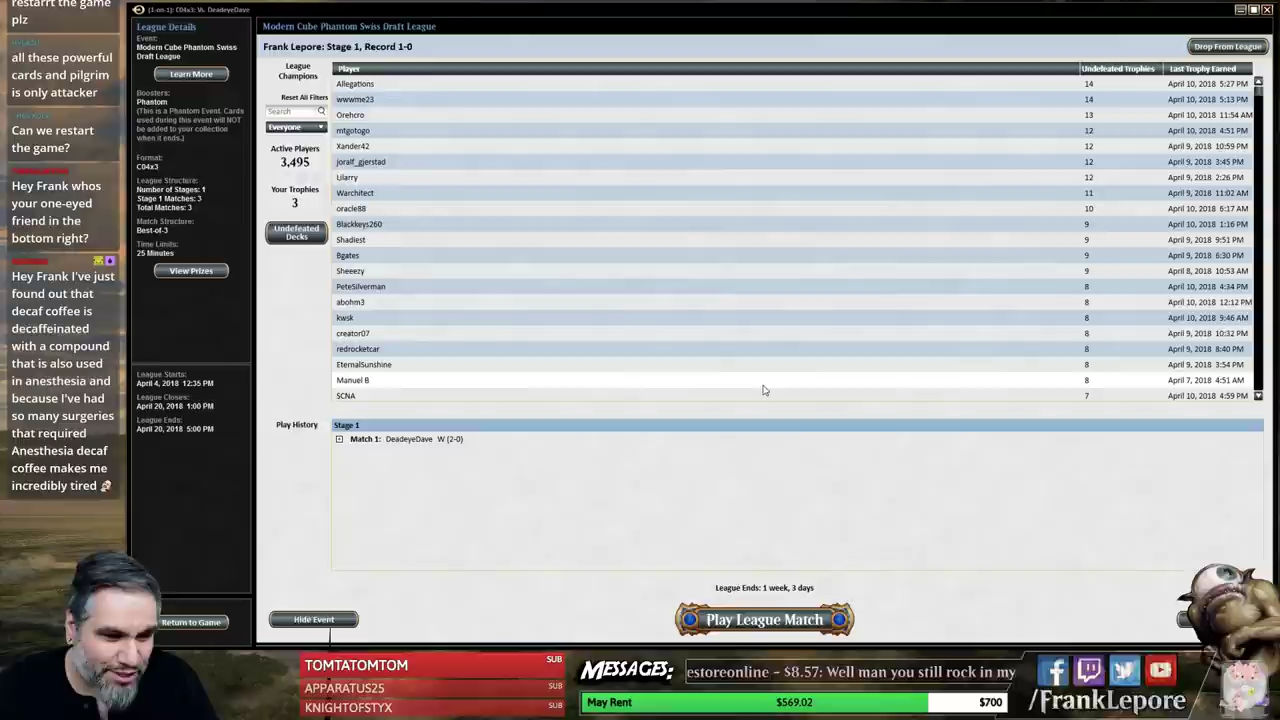 restarrt the game
plz
all these powerful
cards and pilgrim
is only attacker
Can we restart
the game?
Hey Frank whos
your one-eyed
friend in the
bottom right?
Hey Frank I've just
found out that
decaf coffee is
decaffeinated
with a compound
that is also used
in anesthesia and
because I've had
so many surgeries
that required
Anesthesia decaf
coffee makes me
incredibly tired
(1-on-1): C04x3: Vs. DeadeyeDave
League Details
Event:
Modern Cube Phantom Swiss
Draft League
Learn More
Boosters:
Phantom
(This is a Phantom Event. Cards
used during this event will NOT
be added to your collection
when it ends.)
Format:
C04x3
League Structure:
Number of Stages: 1
Stage 1 Matches: 3
Total Matches: 3
Match Structure:
Best-of-3
Time Limits:
25 Minutes
View Prizes
League Starts:
April 4, 2018 12:35 PM
League Closes:
April 20, 2018 1:00 PM
League Ends:
April 20, 2018 5:00 PM
Return to Game
Modern Cube Phantom Swiss Draft League
Frank Lepore: Stage 1, Record 1-0
Drop From League
League
Champions
Reset All Filters
Search
Everyone
Active Players
3,495
Your Trophies
3
Undefeated
Decks
Player Undefeated Trophies Last Trophy Earned
Allegations 14 April 10, 2018 5:27 PM
wwwme23 14 April 10, 2018 5:13 PM
Orehcro 13 April 10, 2018 11:54 AM
mtgotogo 12 April 10, 2018 4:51 PM
Xander42 12 April 9, 2018 10:59 PM
joralf_gjerstad 12 April 9, 2018 3:45 PM
Lilarry 12 April 9, 2018 2:26 PM
Warchitect 11 April 9, 2018 11:02 AM
oracle88 10 April 10, 2018 6:17 AM
Blackkeys260 9 April 10, 2018 1:16 PM
Shadiest 9 April 9, 2018 9:51 PM
Bgates 9 April 9, 2018 6:30 PM
Sheeezy 9 April 8, 2018 10:53 AM
PeteSilverman 8 April 10, 2018 4:34 PM
abohm3 8 April 10, 2018 12:12 PM
kwsk 8 April 10, 2018 9:46 AM
creator07 8 April 9, 2018 10:32 PM
redrocketcar 8 April 9, 2018 8:40 PM
EternalSunshine 8 April 9, 2018 3:54 PM
Manuel B 8 April 7, 2018 4:51 AM
SCNA 7 April 10, 2018 4:59 PM
Play History
Stage 1
Match 1: DeadeyeDave W (2-0)
League Ends: 1 week, 3 days
Hide Event
Play League Match
TOMTATOMTOM SUB
APPARATUS25 SUB
KNIGHTOFSTYX SUB
MESSAGES: estoreonline ~ $8.57: Well man you still rock in my
May Rent $569.02 $700
/FrankLepore